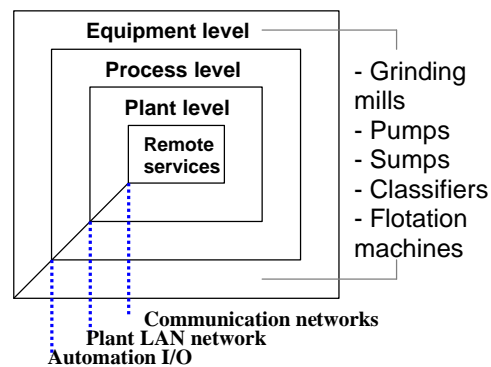 Equipment level
Process level
Plant level
Remote
services
- Grinding
mills
- Pumps
- Sumps
- Classifiers
- Flotation
machines
Communication networks
Plant LAN network
Automation I/O